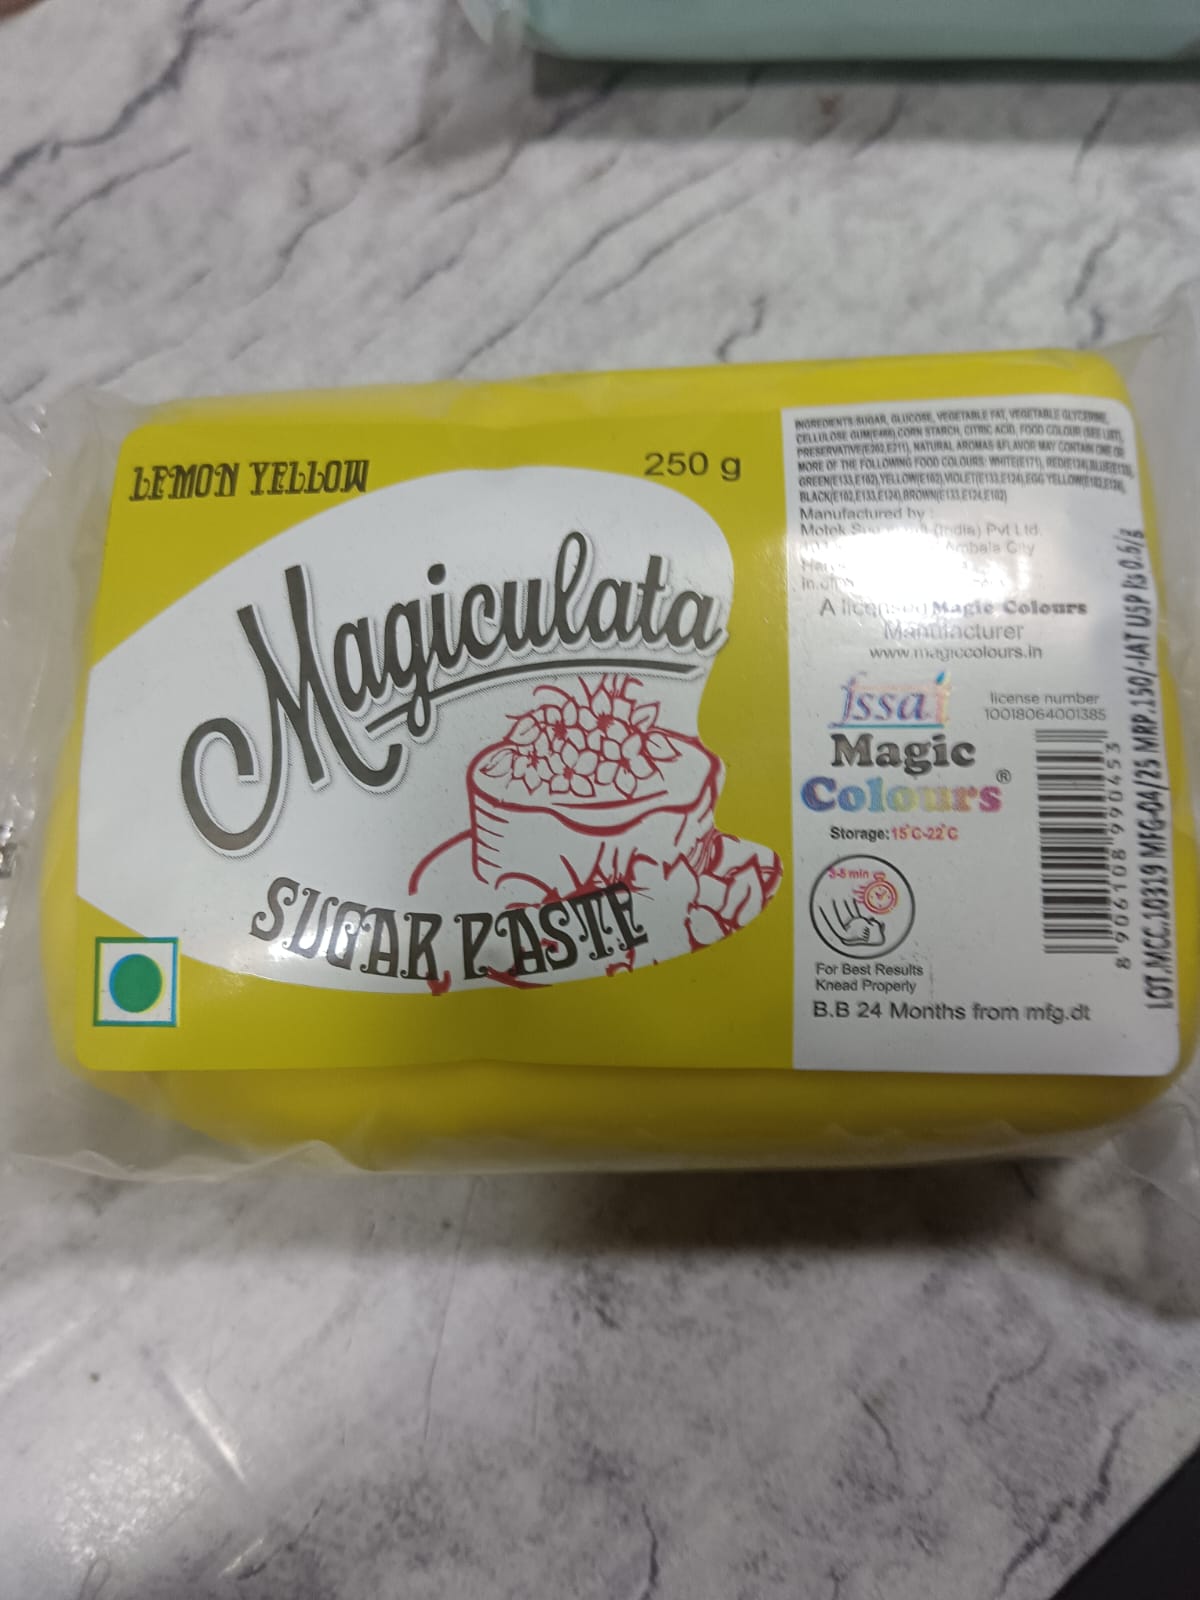 LEMON YELLOW
250 g
Magiculata
SUGAR PASTE
INGREDIENTS:SUGAR, GLUCOSE, VEGETABLE FAT, VEGETABLE GLYCERINE,
CELLULOSE GUM(E466),CORN STARCH, CITRIC ACID, FOOD COLOUR (SEE LIST),
PRESERVATIVE(E202,E211), NATURAL AROMAS &FLAVOR MAY CONTAIN ONE OR
MORE OF THE FOLLOWING FOOD COLOURS: WHITE(E171), RED(E124),BLUE(E133),
GREEN(E133,E102),YELLOW(E102),VIOLET(E133,E124),EGG YELLOW(E102,E124),
BLACK(E102,E133,E124),BROWN(E133,E124,E102)
Manufactured by :
(India) Pvt Ltd.
Ambala City
A licensed Magic Colours
Manufacturer
www.magiccolours.in
fssai
license number
10018064001385
Magic
Colours®
Storage:15°C-22°C
3-5 min
For Best Results
Knead Properly
B.B 24 Months from mfg.dt
8 906108 990453
LOT.MCC.10319 MFG-04/25 MRP.150/-IAT USP Rs 0.6/g